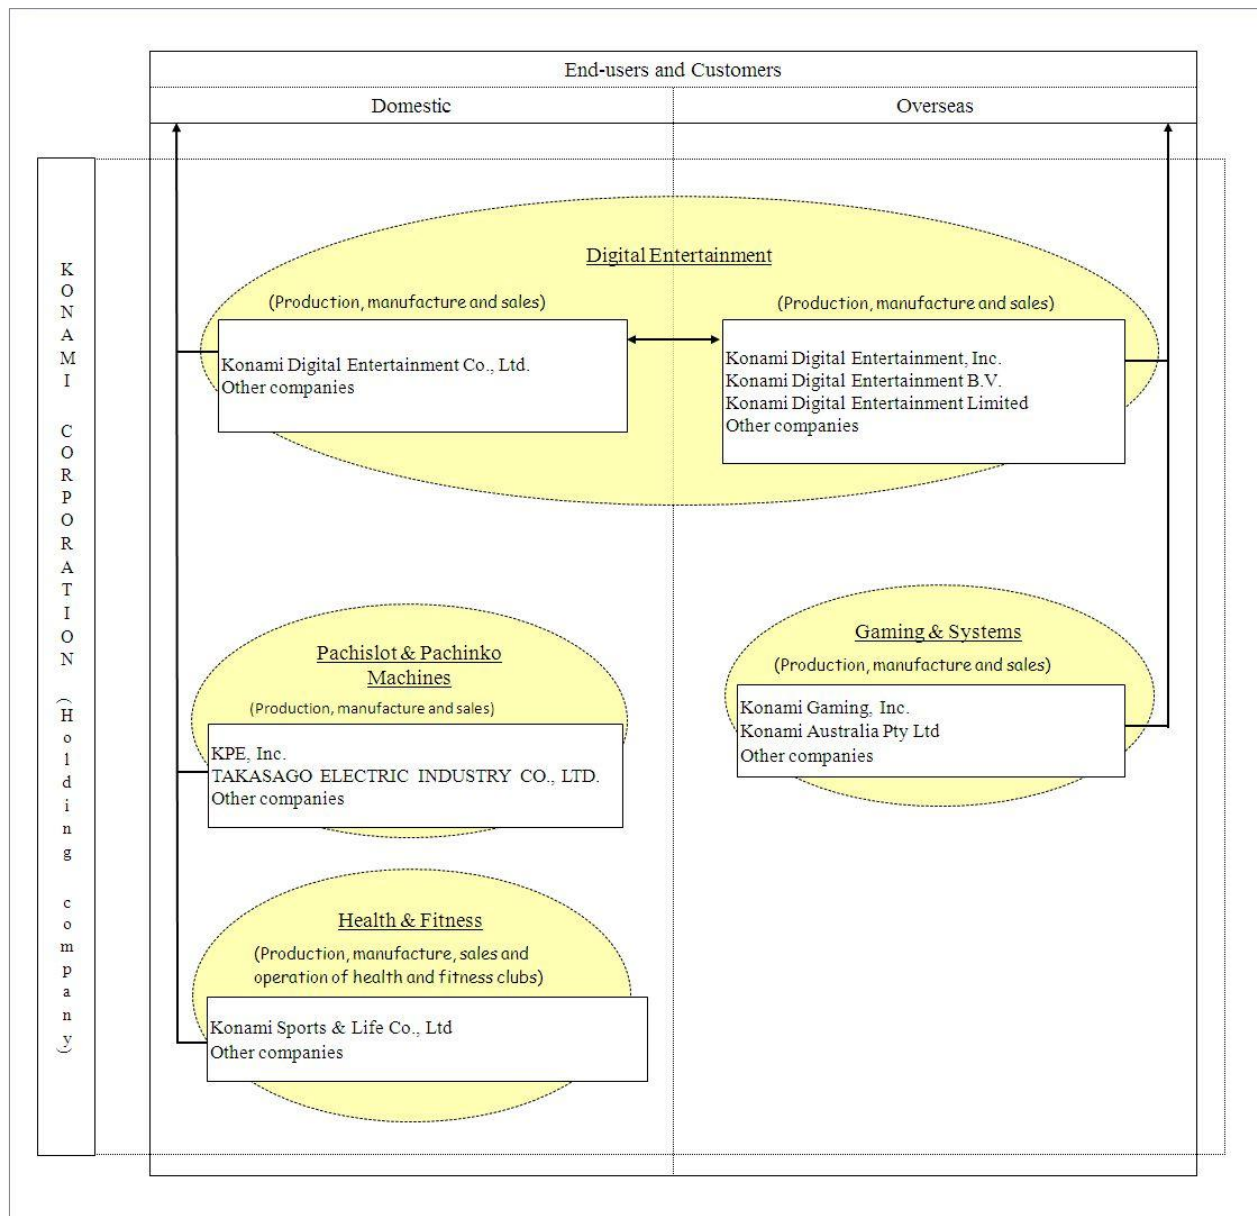 End-users and Customers
Domestic
Overseas
KONAMI CORPORATION (Holding company)
Digital Entertainment
(Production, manufacture and sales)
Konami Digital Entertainment Co., Ltd.
Other companies
(Production, manufacture and sales)
Konami Digital Entertainment, Inc.
Konami Digital Entertainment B.V.
Konami Digital Entertainment Limited
Other companies
Pachislot & Pachinko
Machines
(Production, manufacture and sales)
KPE, Inc.
TAKASAGO ELECTRIC INDUSTRY CO., LTD.
Other companies
Gaming & Systems
(Production, manufacture and sales)
Konami Gaming, Inc.
Konami Australia Pty Ltd
Other companies
Health & Fitness
(Production, manufacture, sales and
operation of health and fitness clubs)
Konami Sports & Life Co., Ltd
Other companies